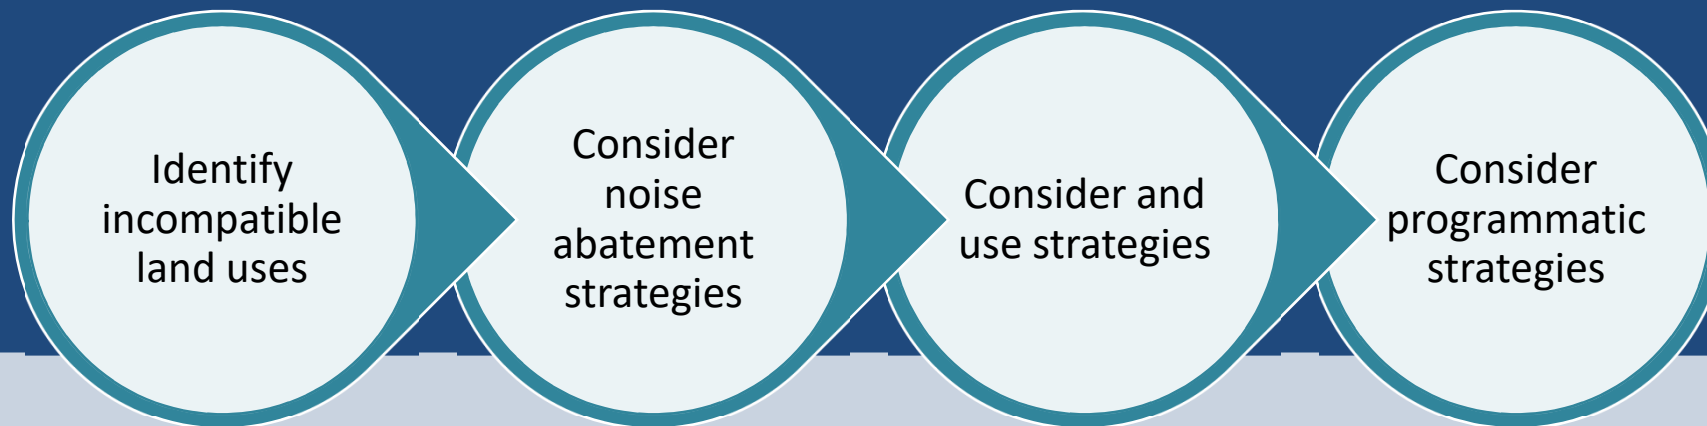 Identify
incompatible
land uses
Consider
noise
abatement
strategies
Consider and
use strategies
Consider
programmatic
strategies